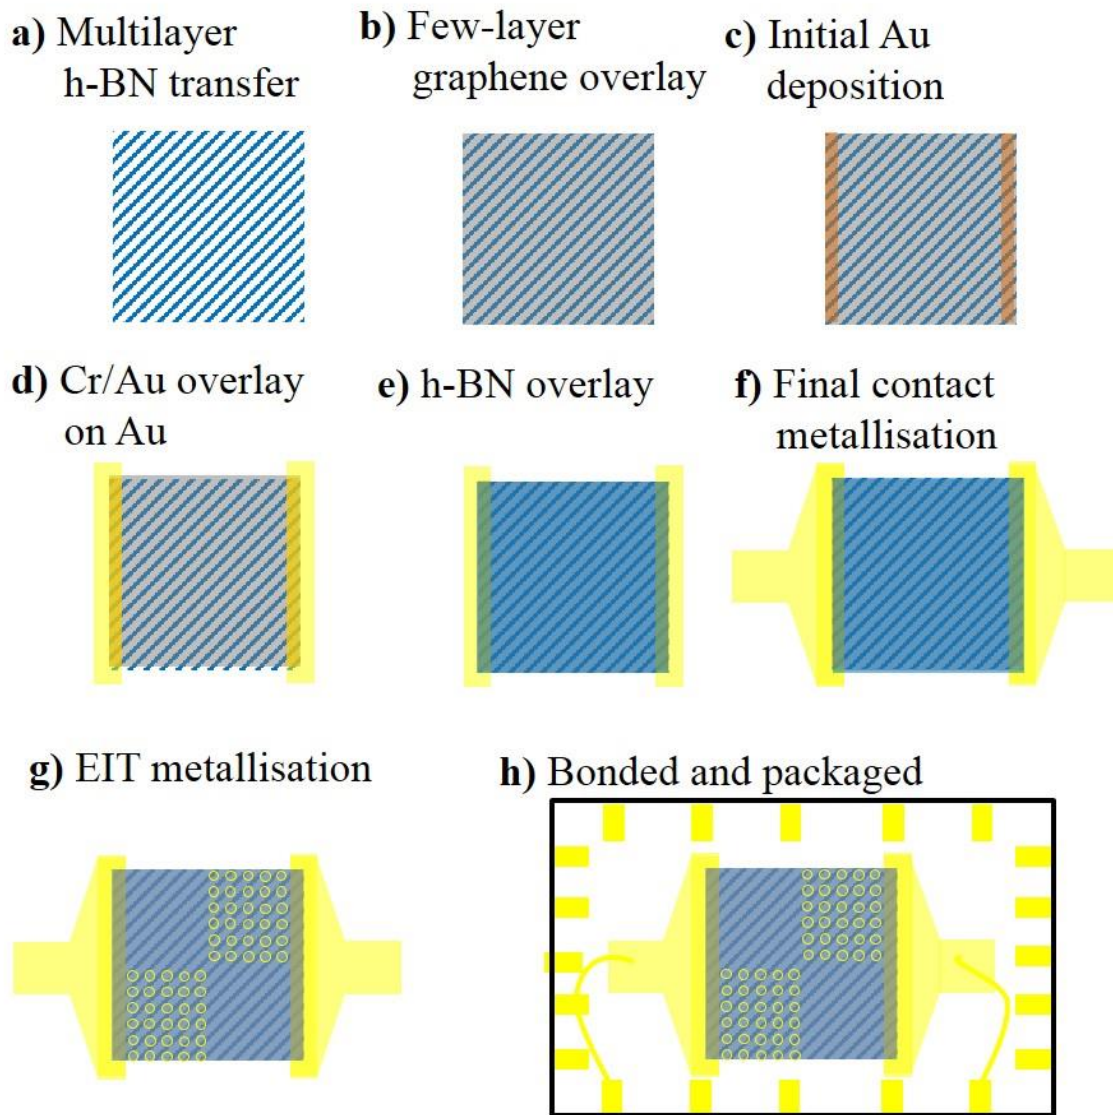 a) Multilayer
h-BN transfer
b) Few-layer
graphene overlay
c) Initial Au
deposition
d) Cr/Au overlay
on Au
e) h-BN overlay
f) Final contact
metallisation
g) EIT metallisation
h) Bonded and packaged